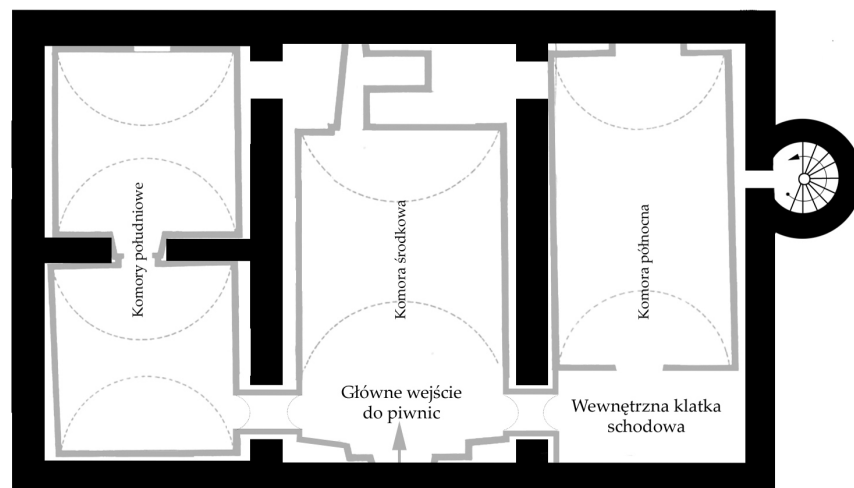 Komory południowe
Komora środkowa
Komora północna
Główne wejście
do piwnic
Wewnętrzna klatka
schodowa